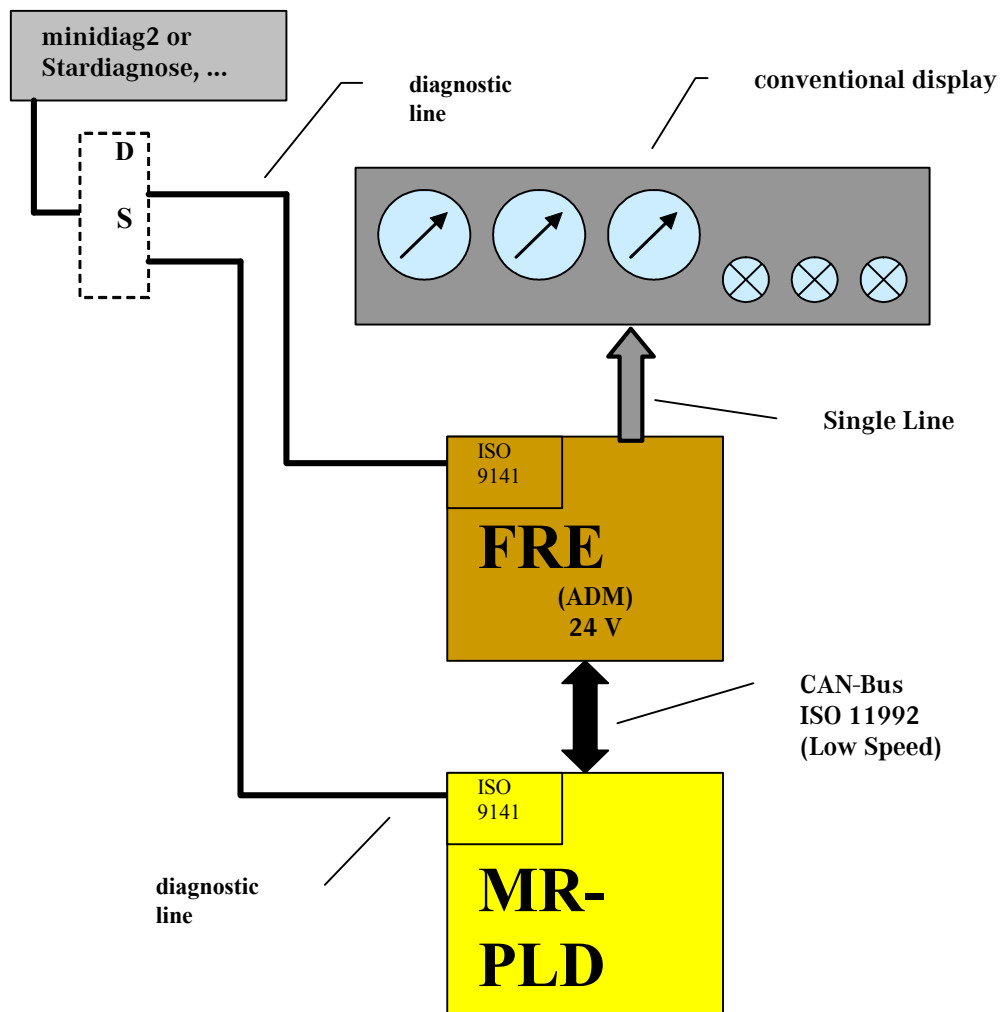 minidiag2 or
Stardiagnose, ...
diagnostic
line
conventional display
D
S
Single Line
ISO
9141
FRE
(ADM)
24 V
CAN-Bus
ISO 11992
(Low Speed)
ISO
9141
diagnostic
line
MR-
PLD